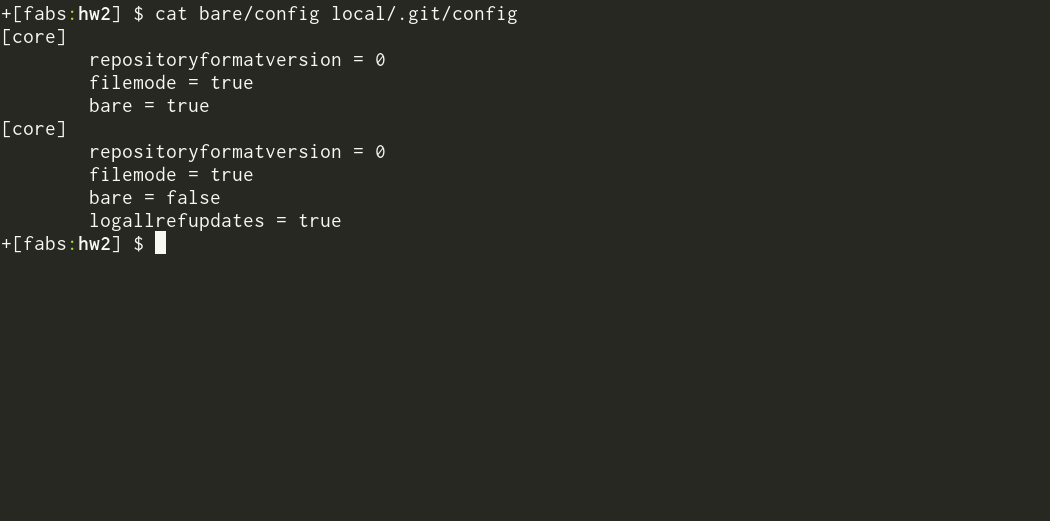 +[fabs:hw2] $ cat bare/config local/.git/config
[core]
        repositoryformatversion = 0
        filemode = true
        bare = true
[core]
        repositoryformatversion = 0
        filemode = true
        bare = false
        logallrefupdates = true
+[fabs:hw2] $